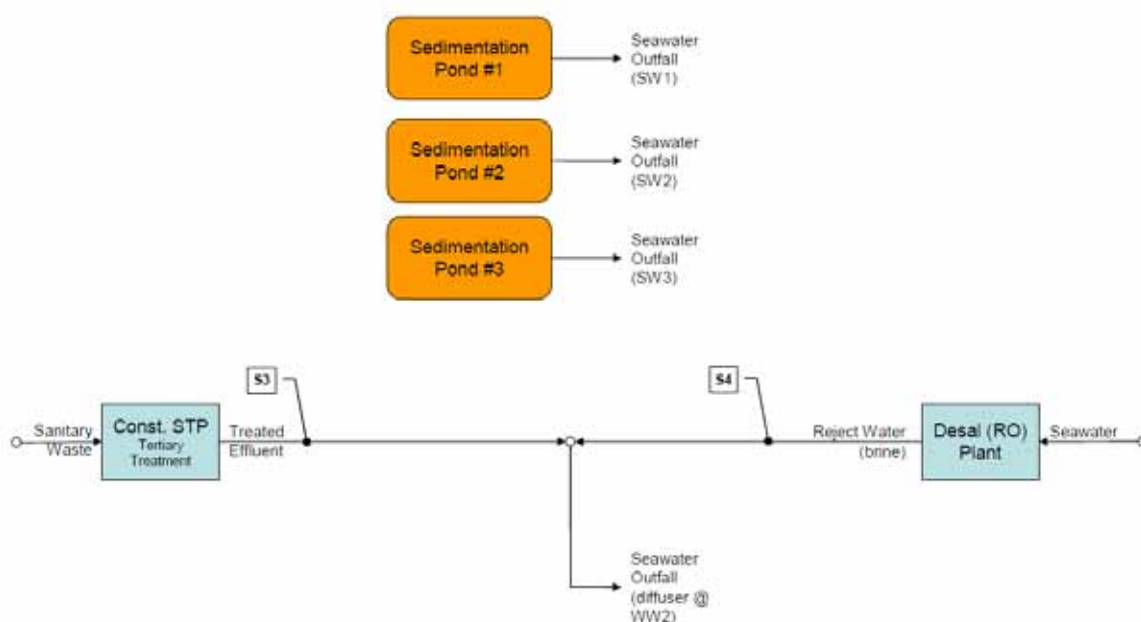 Sedimentation
Pond #1
Seawater
Outfall
(SW1)
Sedimentation
Pond #2
Seawater
Outfall
(SW2)
Sedimentation
Pond #3
Seawater
Outfall
(SW3)
S3
S4
Sanitary
Waste
Const. STP
Tertiary
Treatment
Treated
Effluent
Reject Water
(brine)
Desal (RO)
Plant
Seawater
Seawater
Outfall
(diffuser @
WW2)